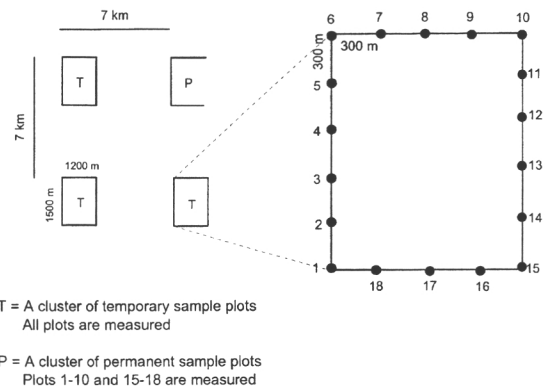 7 km
7 km
T
P
1200 m
1500 m
T
T
6 7 8 9 10
300 m
300 m
5
11
4
12
3
13
2
14
1
15
18 17 16
T = A cluster of temporary sample plots
All plots are measured
P = A cluster of permanent sample plots
Plots 1-10 and 15-18 are measured